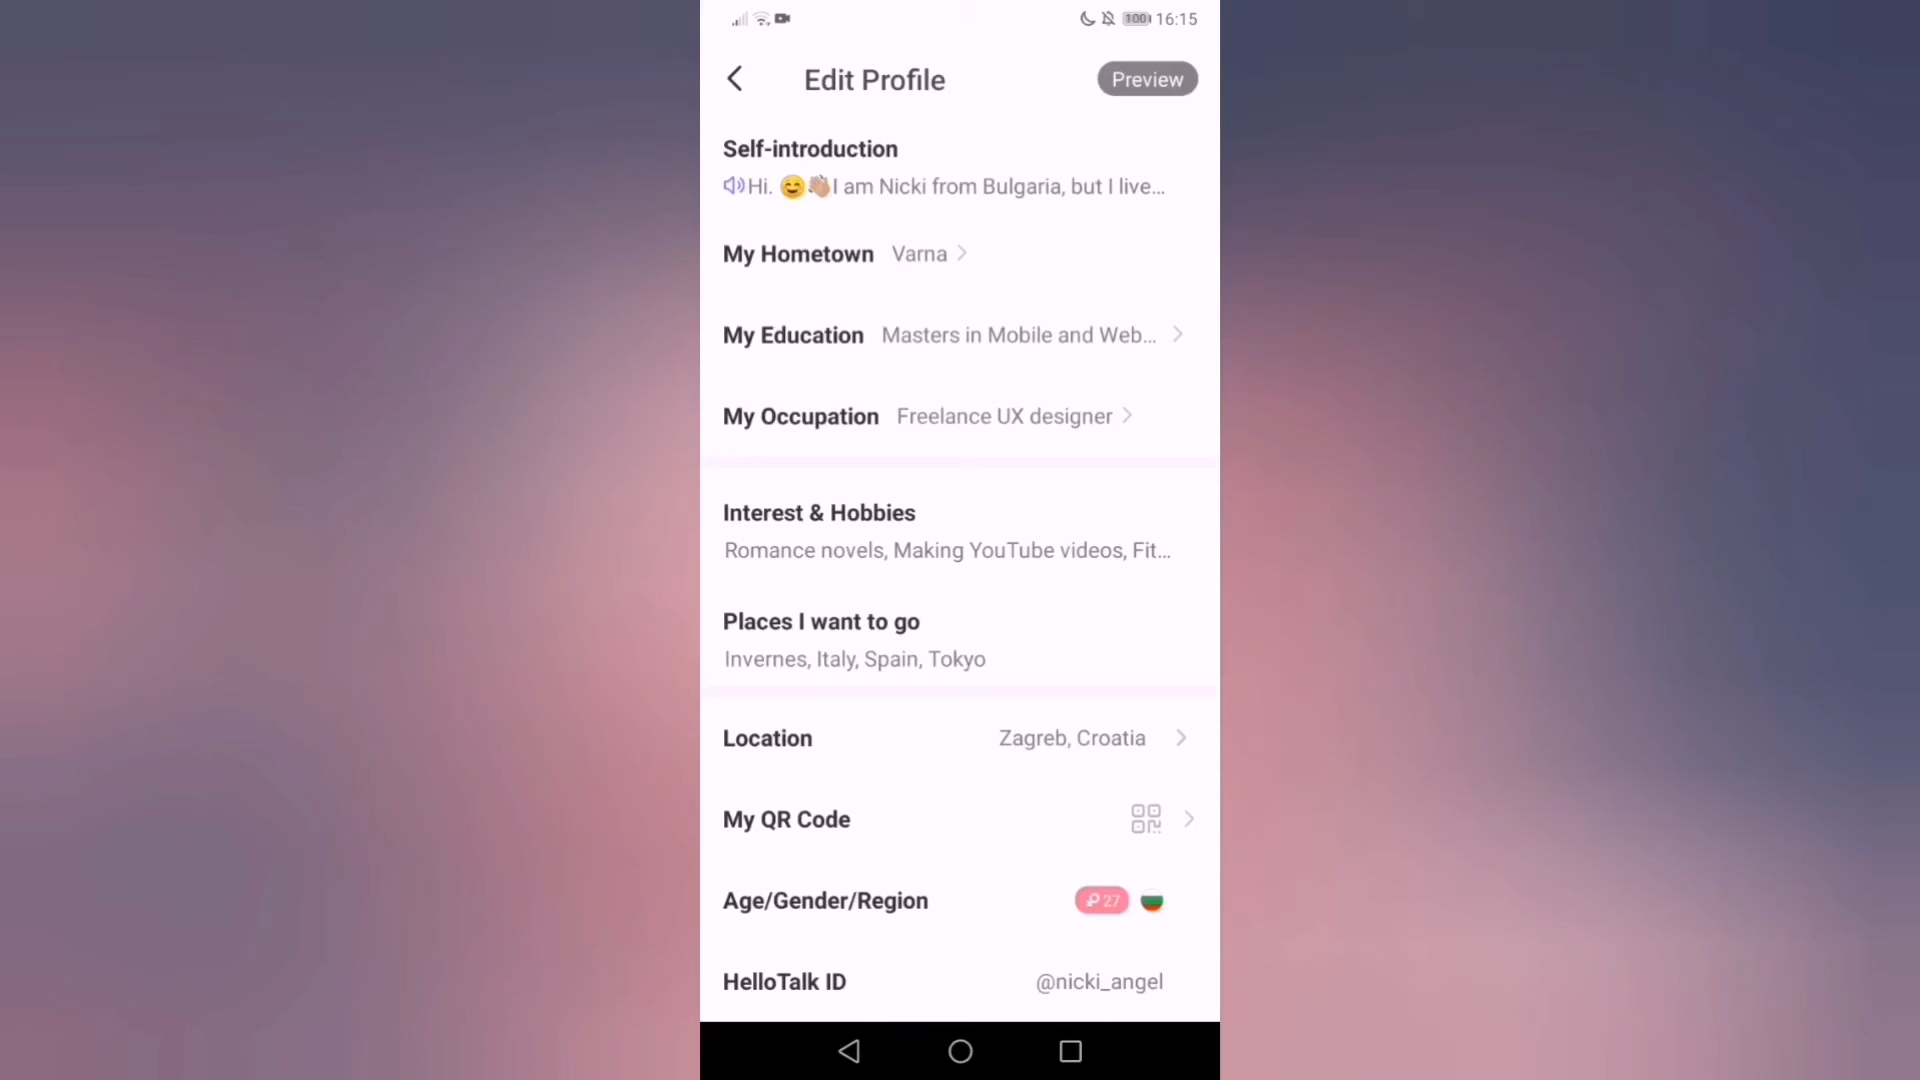 100 16:15
Edit Profile
Preview
Self-introduction
Hi. 😊👋🏼I am Nicki from Bulgaria, but I live...
My Hometown Varna
My Education Masters in Mobile and Web...
My Occupation Freelance UX designer
Interest & Hobbies
Romance novels, Making YouTube videos, Fit...
Places I want to go
Invernes, Italy, Spain, Tokyo
Location Zagreb, Croatia
My QR Code
Age/Gender/Region 27
HelloTalk ID @nicki_angel